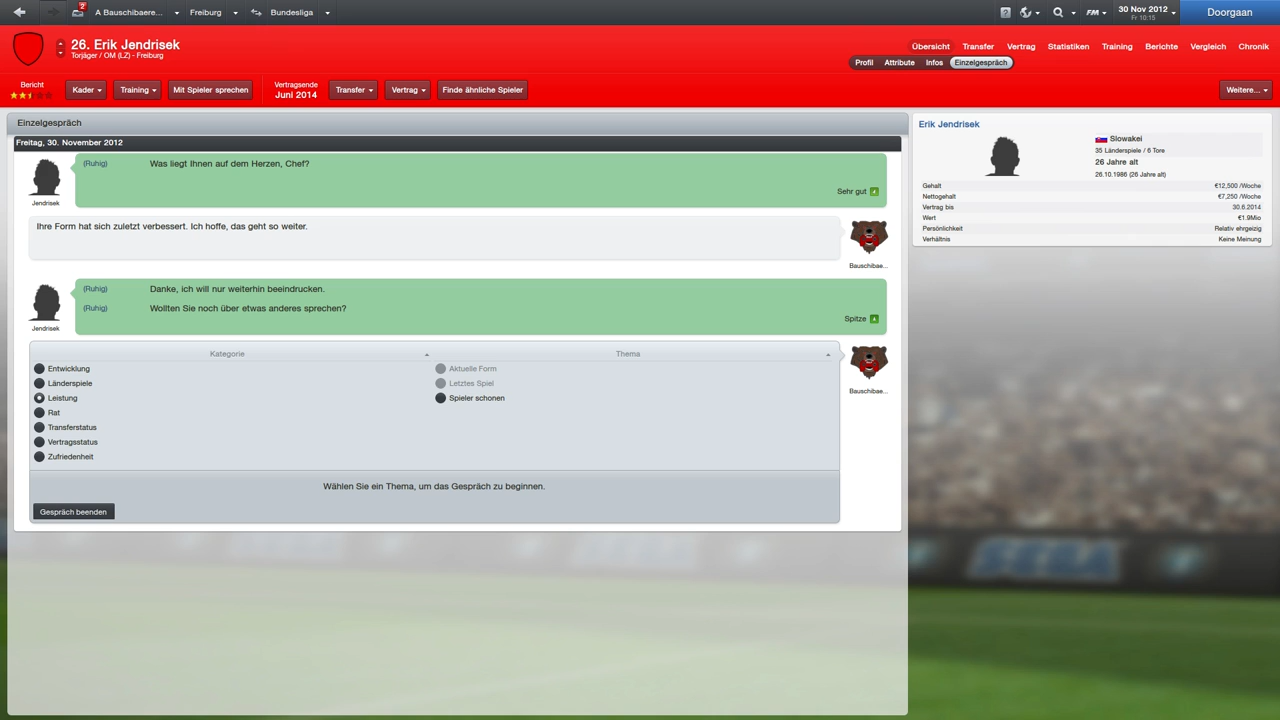 2
A Bauschibaere...
Freiburg
Bundesliga
FM
30 Nov 2012
Fr 10:15
Doorgaan
26. Erik Jendrisek
Torjäger / OM (LZ) - Freiburg
Übersicht
Transfer
Vertrag
Statistiken
Training
Berichte
Vergleich
Chronik
Profil
Attribute
Infos
Einzelgespräch
Bericht
Kader
Training
Mit Spieler sprechen
Vertragsende
Juni 2014
Transfer
Vertrag
Finde ähnliche Spieler
Weitere...
Einzelgespräch
Freitag, 30. November 2012
(Ruhig) Was liegt Ihnen auf dem Herzen, Chef?
Sehr gut
Jendrisek
Ihre Form hat sich zuletzt verbessert. Ich hoffe, das geht so weiter.
Bauschibae...
(Ruhig) Danke, ich will nur weiterhin beeindrucken.
(Ruhig) Wollten Sie noch über etwas anderes sprechen?
Spitze
Jendrisek
Kategorie
Thema
Entwicklung
Länderspiele
Leistung
Rat
Transferstatus
Vertragsstatus
Zufriedenheit
Aktuelle Form
Letztes Spiel
Spieler schonen
Bauschibae...
Wählen Sie ein Thema, um das Gespräch zu beginnen.
Gespräch beenden
Erik Jendrisek
Slowakei
35 Länderspiele / 6 Tore
26 Jahre alt
26.10.1986 (26 Jahre alt)
Gehalt €12,500 /Woche
Nettogehalt €7,250 /Woche
Vertrag bis 30.6.2014
Wert €1.9Mio
Persönlichkeit Relativ ehrgeizig
Verhältnis Keine Meinung
SEGA